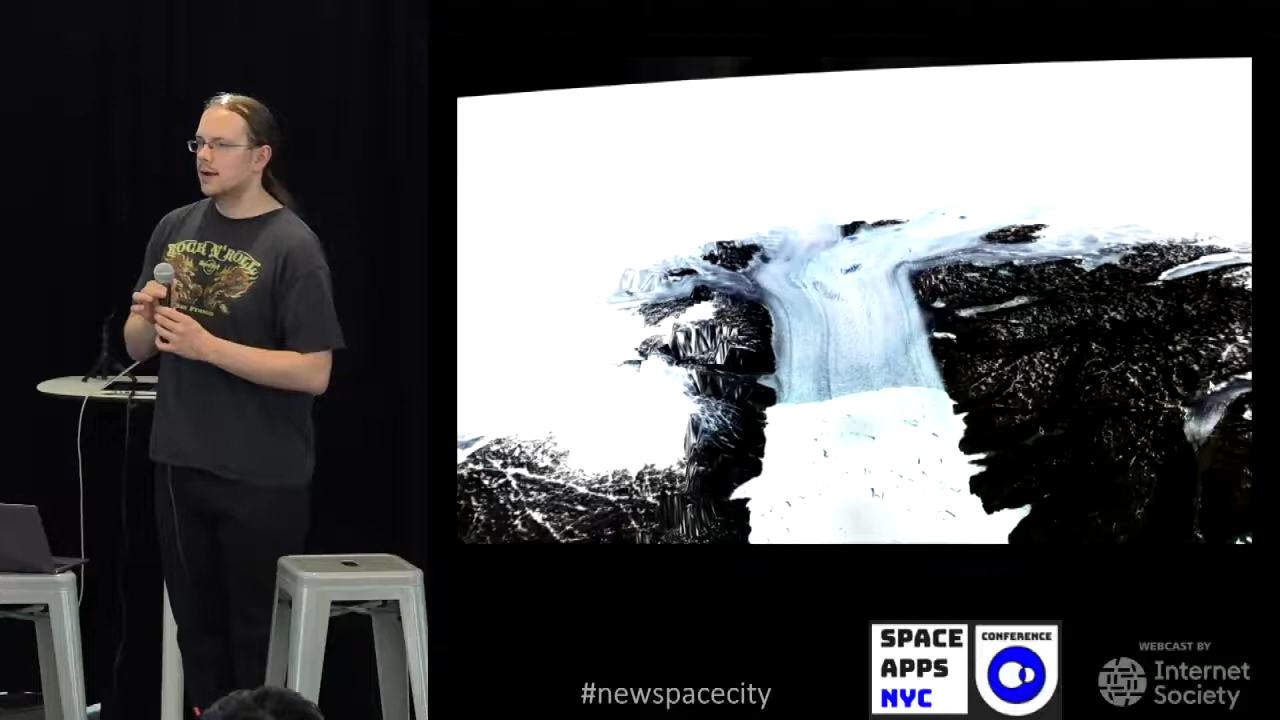 ROCK N' ROLL
#newspacecity
SPACE
APPS
NYC
CONFERENCE
WEBCAST BY
Internet
Society